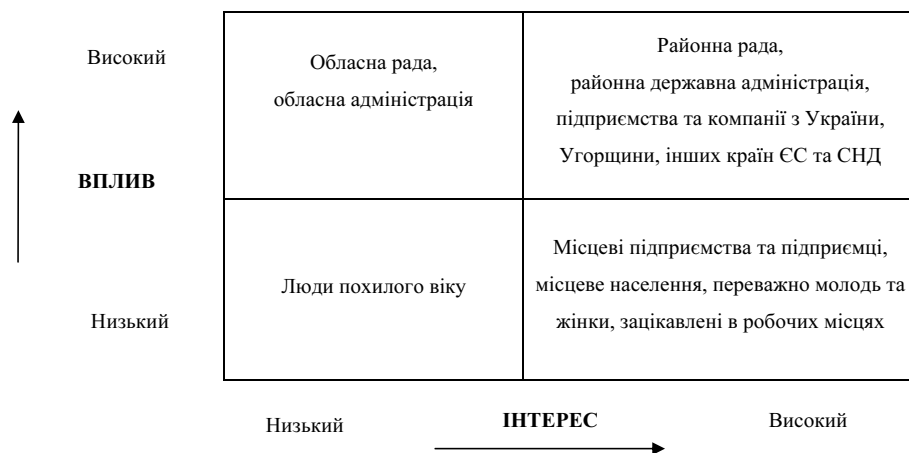 Високий
Обласна рада,
обласна адміністрація
Районна рада,
районна державна адміністрація,
підприємства та компанії з України,
Угорщини, інших країн ЄС та СНД
ВПЛИВ
Люди похилого віку
Місцеві підприємства та підприємці,
місцеве населення, переважно молодь та
жінки, зацікавлені в робочих місцях
Низький
Низький
ІНТЕРЕС
Високий